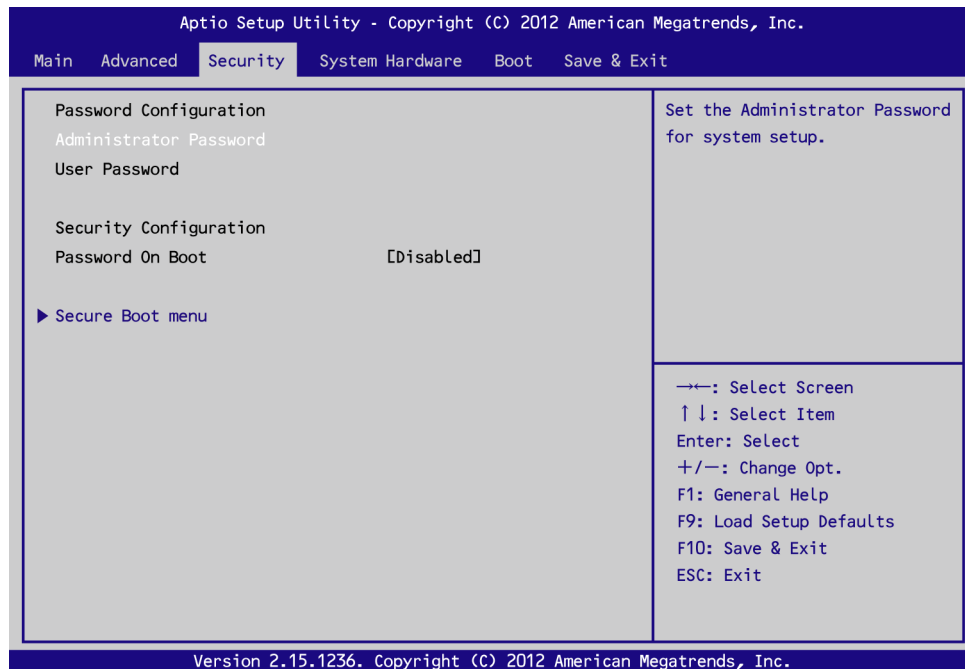 Aptio Setup Utility - Copyright (C) 2012 American Megatrends, Inc.
Main Advanced Security System Hardware Boot Save & Exit
Password Configuration
Administrator Password
User Password
Security Configuration
Password On Boot [Disabled]
▶ Secure Boot menu
Set the Administrator Password
for system setup.
→←: Select Screen
↑↓: Select Item
Enter: Select
+/-: Change Opt.
F1: General Help
F9: Load Setup Defaults
F10: Save & Exit
ESC: Exit
Version 2.15.1236. Copyright (C) 2012 American Megatrends, Inc.